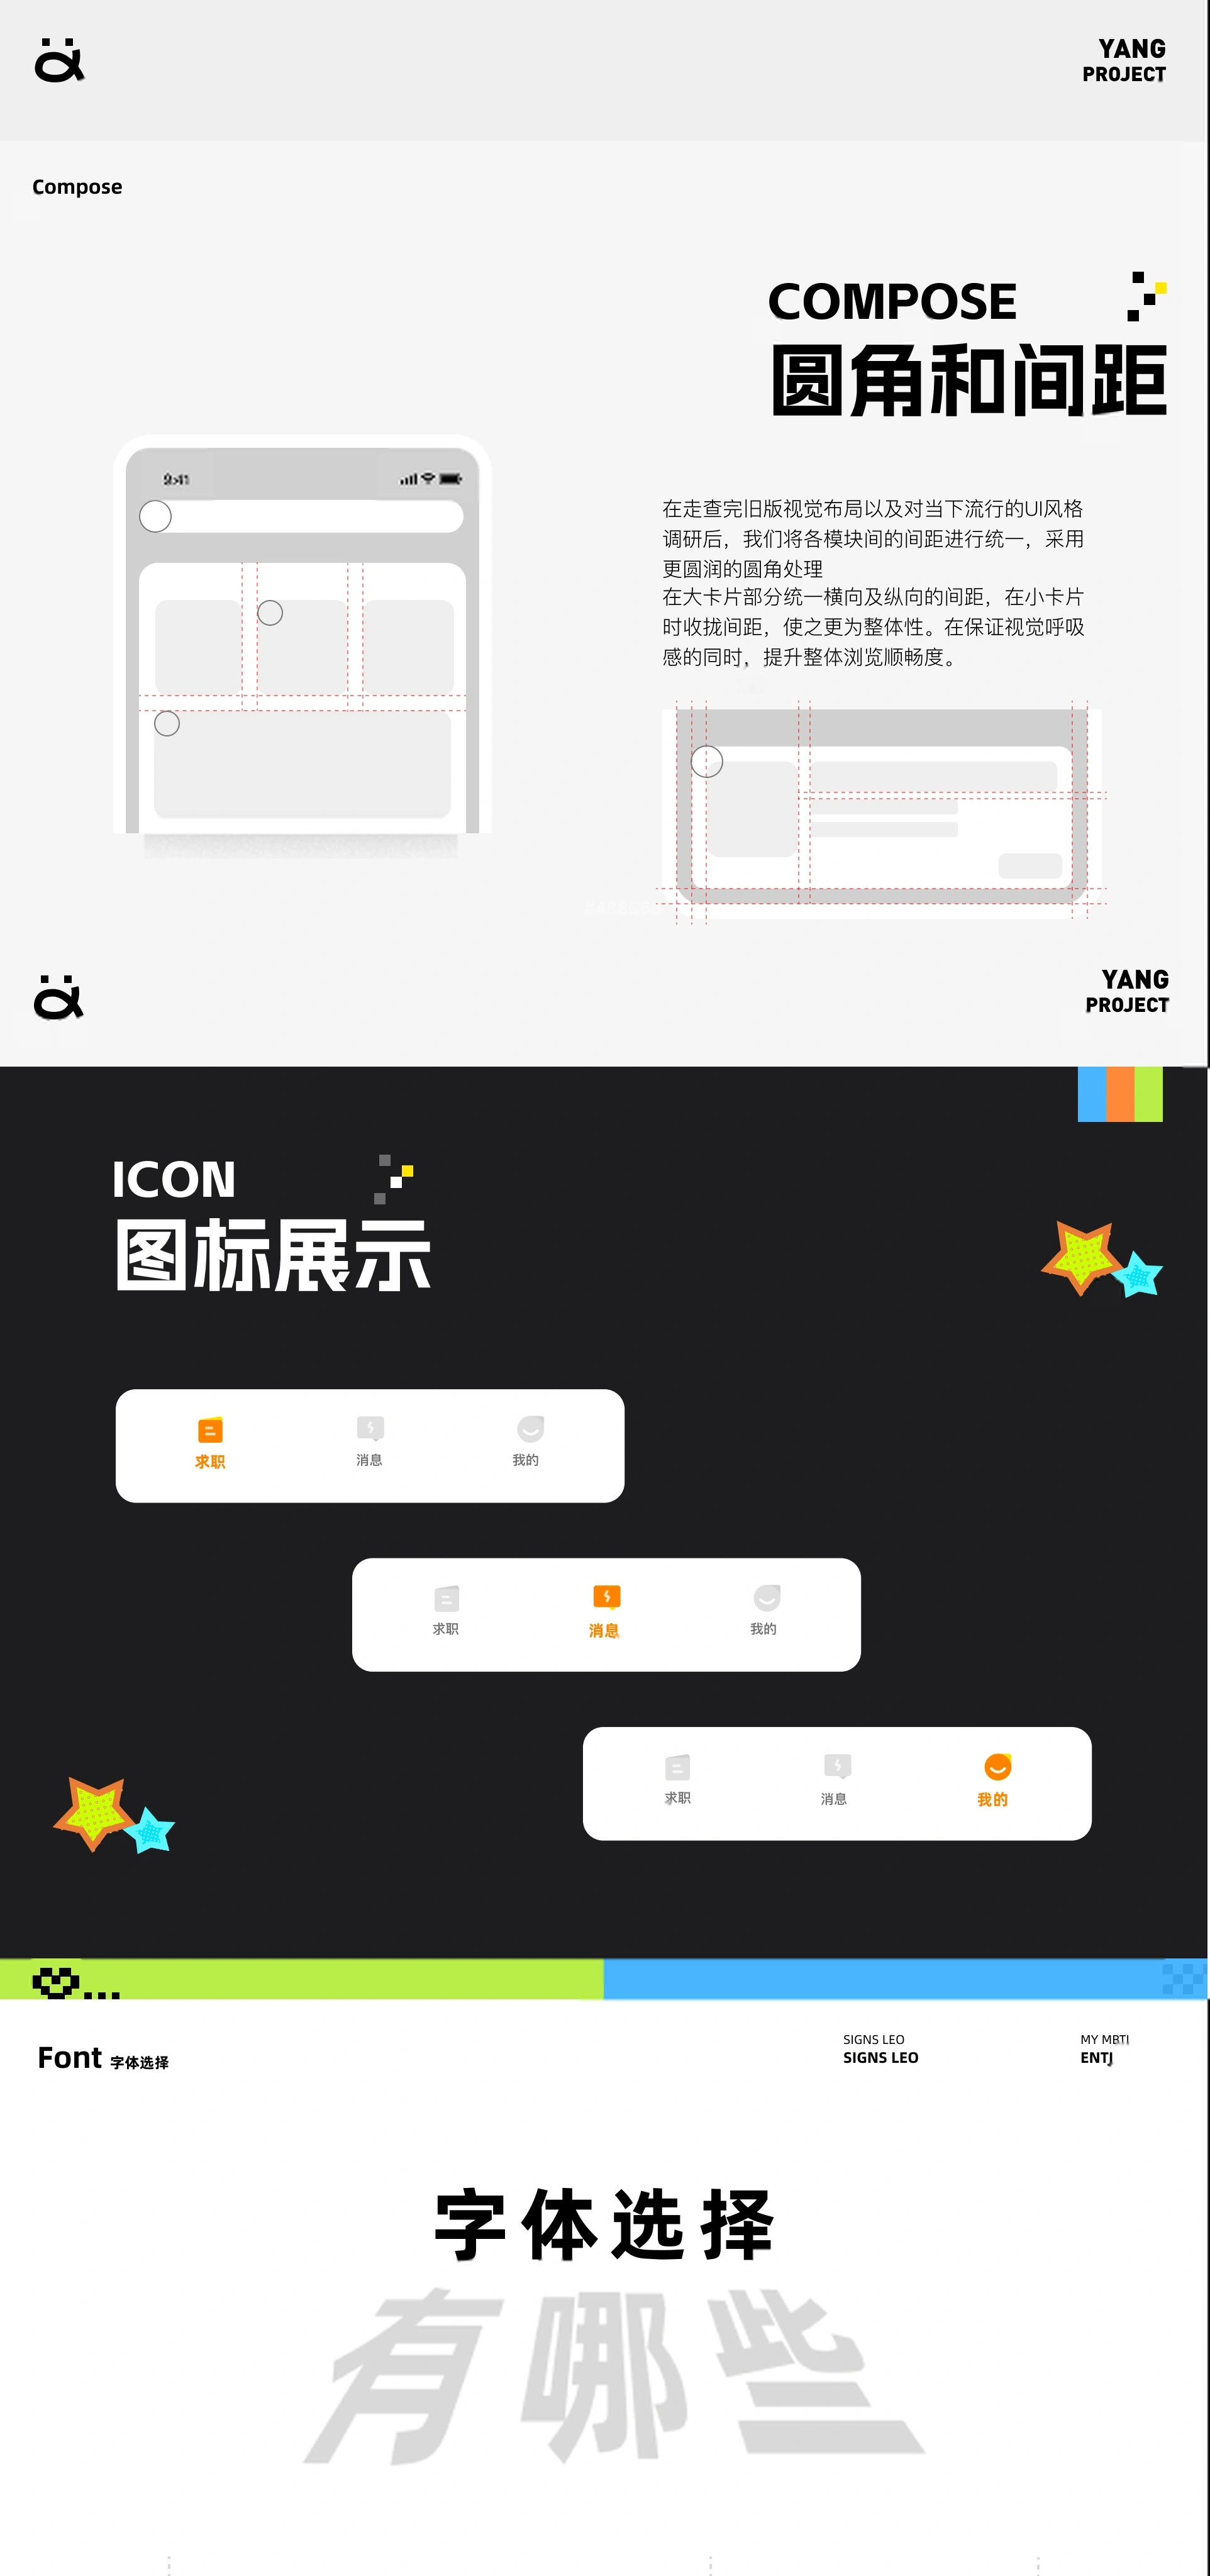 YANG
PROJECT
Compose
COMPOSE
圆角和间距
9:41
在走查完旧版视觉布局以及对当下流行的UI风格
调研后，我们将各模块间的间距进行统一，采用
更圆润的圆角处理
在大卡片部分统一横向及纵向的间距，在小卡片
时收拢间距，使之更为整体性。在保证视觉呼吸
感的同时，提升整体浏览顺畅度。
YANG
PROJECT
ICON
图标展示
求职 消息 我的
求职 消息 我的
求职 消息 我的
Font 字体选择
SIGNS LEO
SIGNS LEO
MY MBTI
ENTJ
字体选择
有哪些